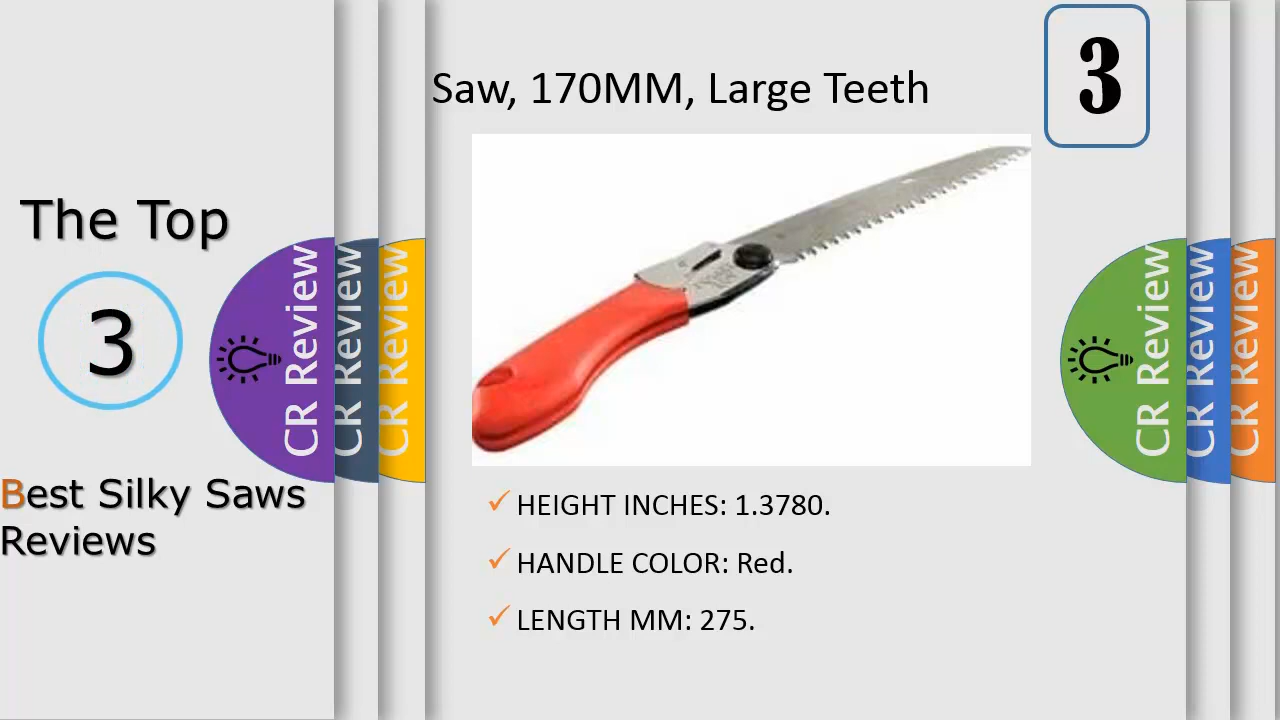 Saw, 170MM, Large Teeth
3
The Top
3
Best Silky Saws
Reviews
CR Review
CR Review
CR Review
HEIGHT INCHES: 1.3780.
HANDLE COLOR: Red.
LENGTH MM: 275.
CR Review
CR Review
CR Review